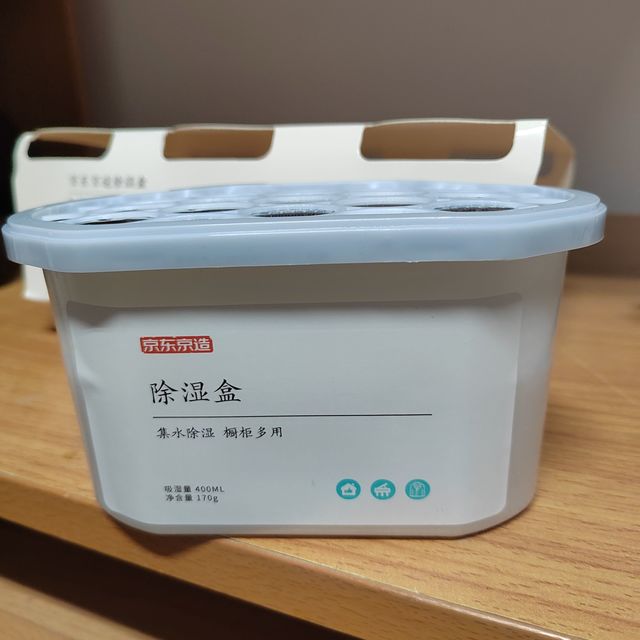 京东京造
除湿盒
集水除湿 橱柜多用
吸湿量 400ML
净含量 170g